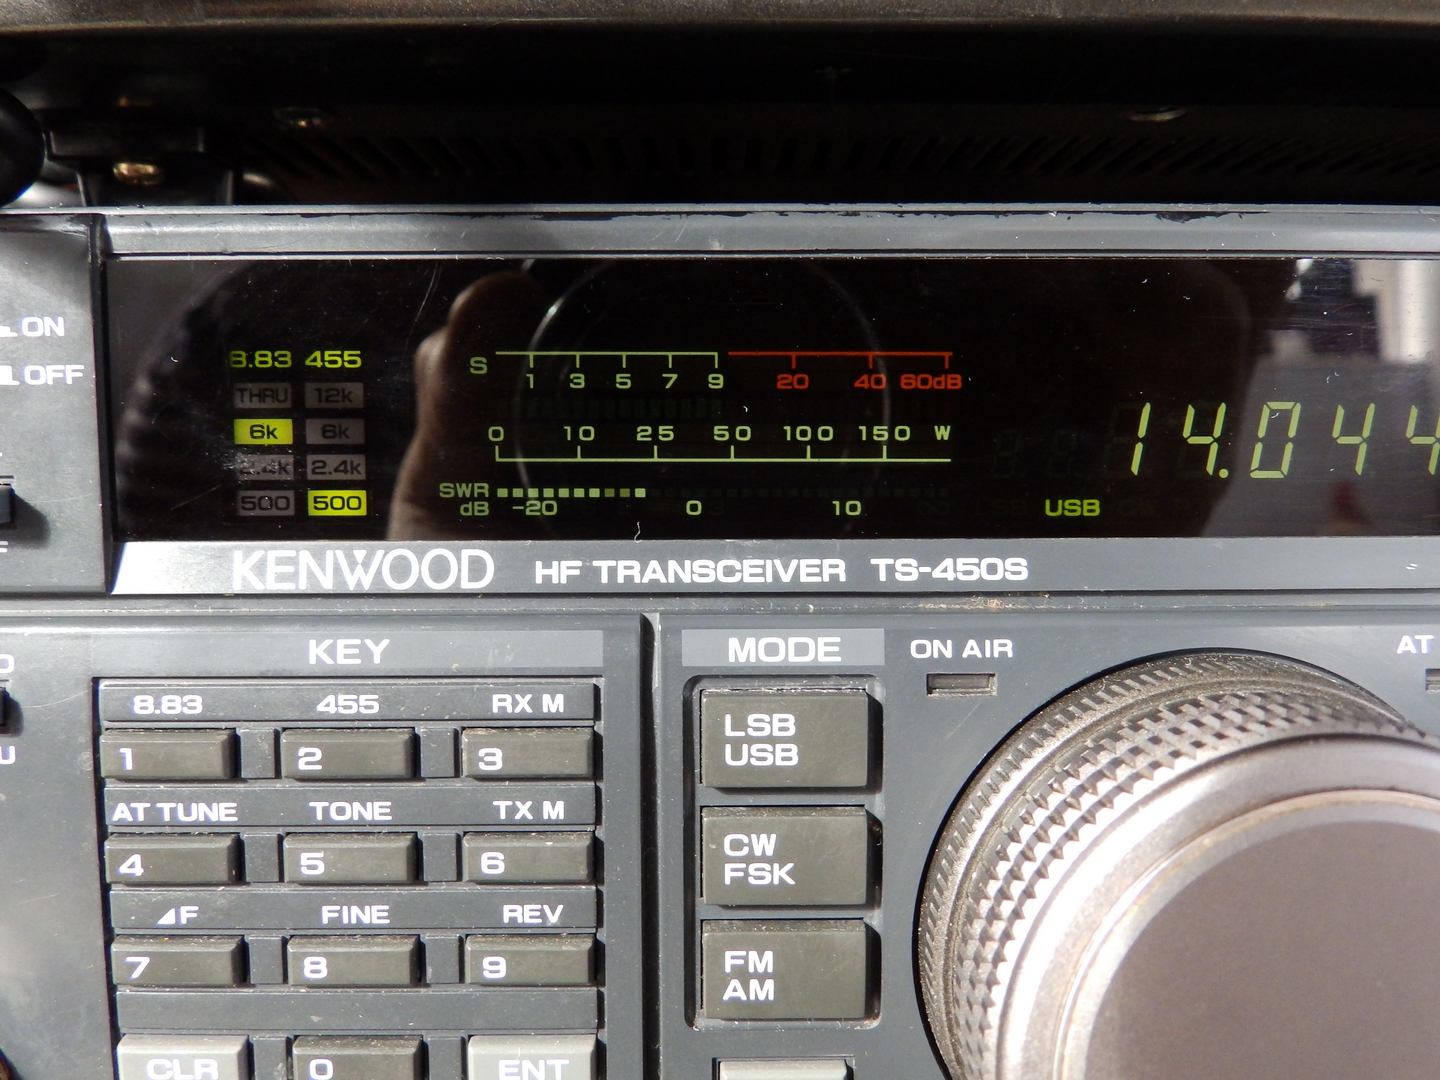 ON
OFF
8.83 455
THRU 12k
6k 6k
2.4k 2.4k
500 500
S
1 3 5 7 9 20 40 60dB
0 10 25 50 100 150 W
SWR
dB -20 0 10
14.044
USB
KENWOOD HF TRANSCEIVER TS-450S
KEY
MODE
ON AIR
AT
8.83 455 RX M
1 2 3
AT TUNE TONE TX M
4 5 6
⊿F FINE REV
7 8 9
CLR 0 ENT
LSB
USB
CW
FSK
FM
AM